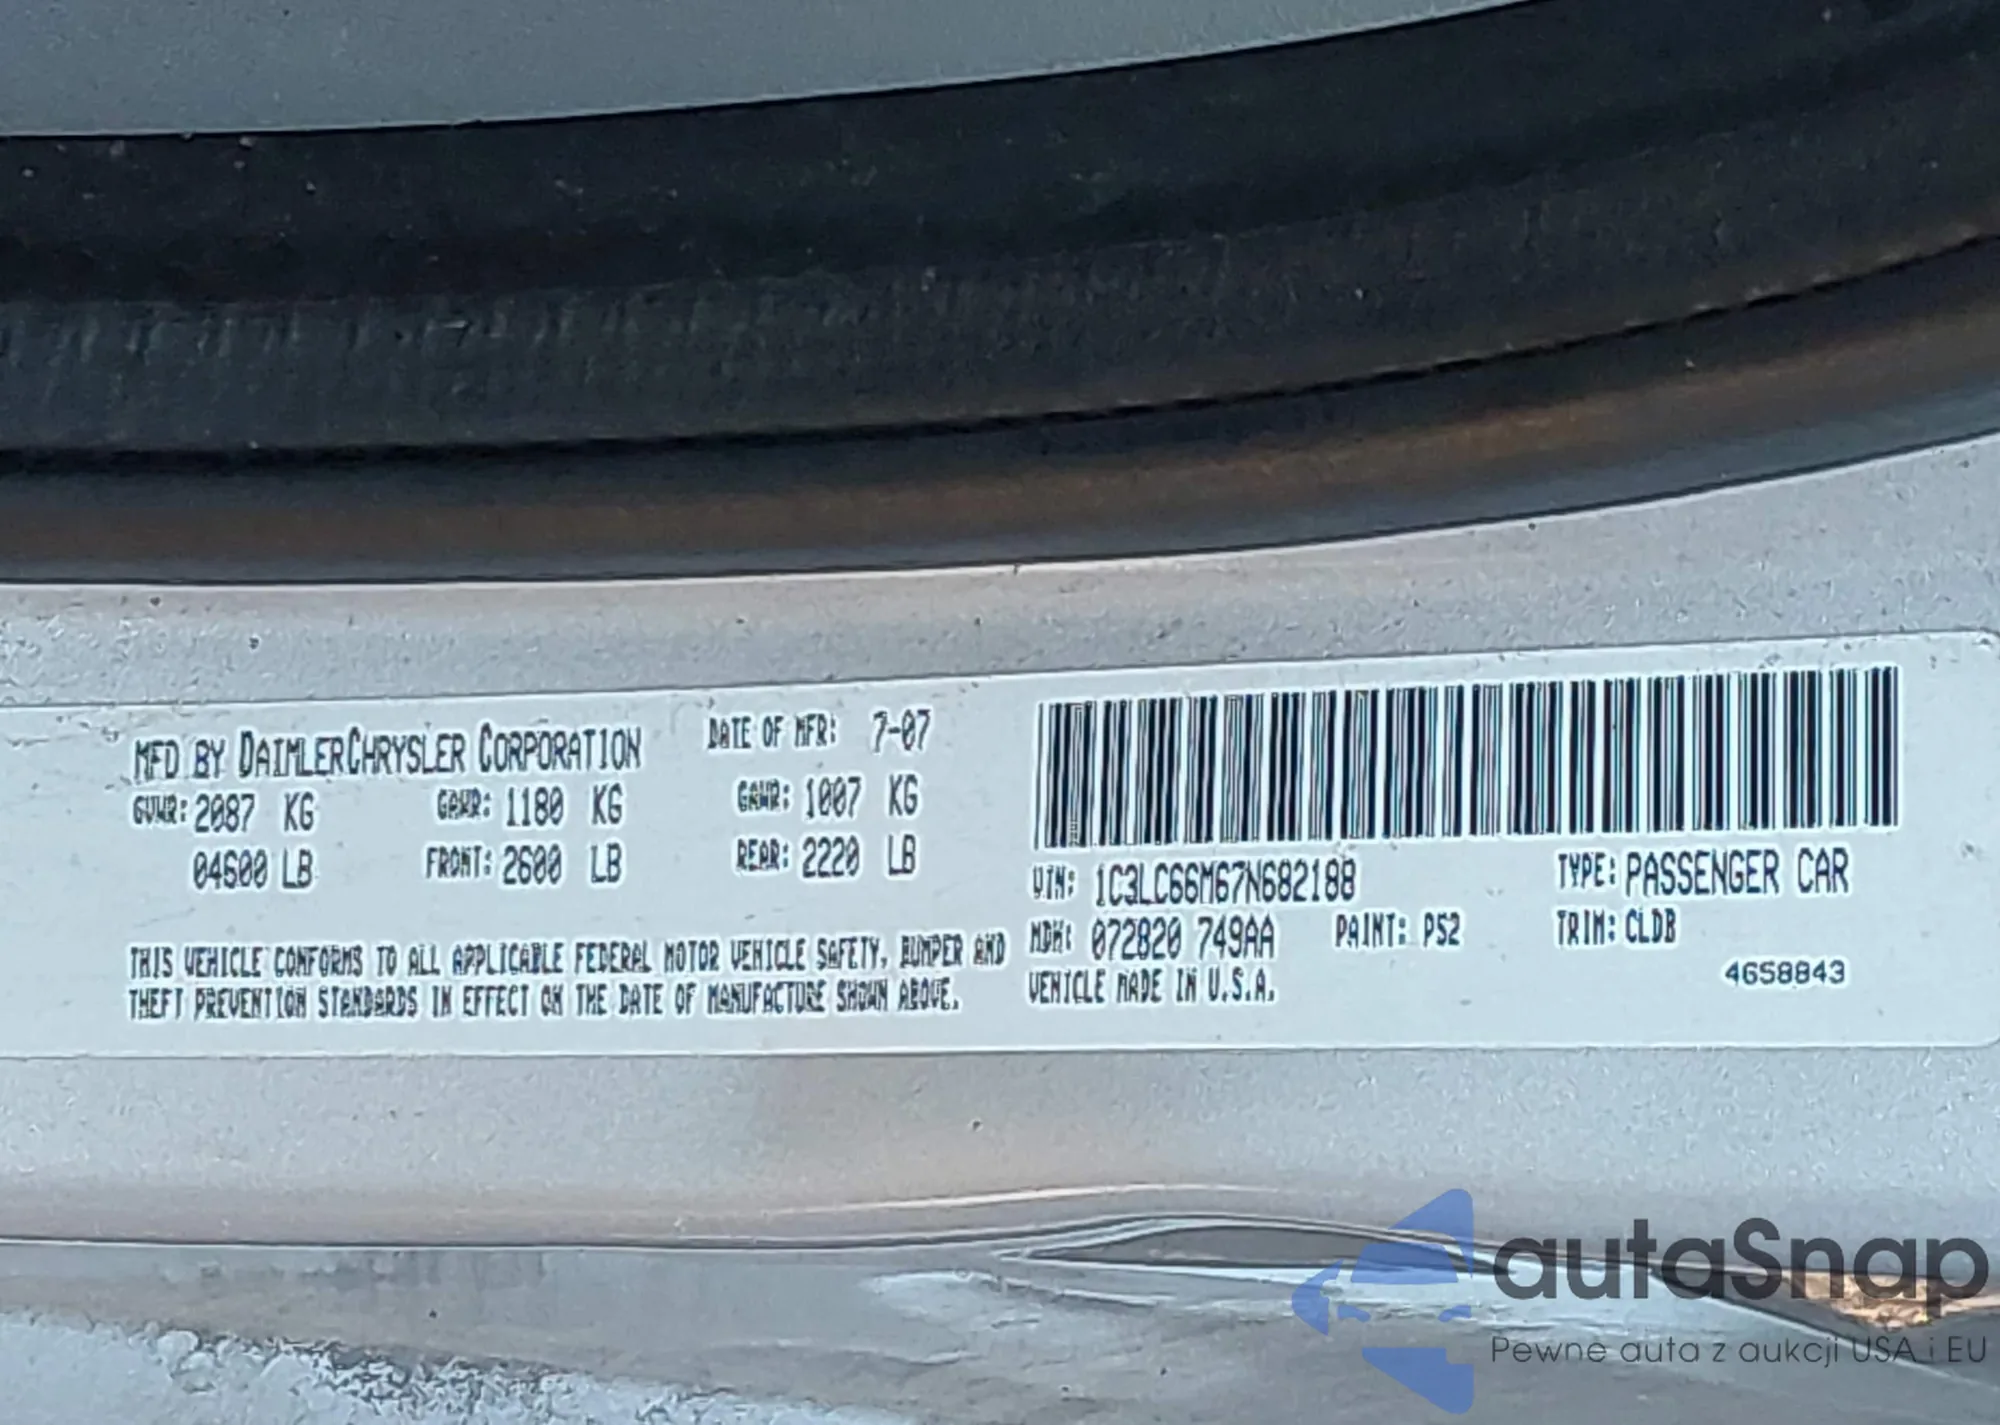 MFD BY DAIMLERCHRYSLER CORPORATION DATE OF MFR: 7-07
GVWR: 2087 KG GAWR: 1180 KG GAWR: 1007 KG
04600 LB FRONT: 2600 LB REAR: 2220 LB
THIS VEHICLE CONFORMS TO ALL APPLICABLE FEDERAL MOTOR VEHICLE SAFETY, BUMPER AND
THEFT PREVENTION STANDARDS IN EFFECT ON THE DATE OF MANUFACTURE SHOWN ABOVE.
VIN: 1C3LC66M67N682188 TYPE: PASSENGER CAR
MDH: 072820 749AA PAINT: PS2 TRIM: CLDB
VEHICLE MADE IN U.S.A. 4658843
autaSnap
Pewne auta z aukcji USA i EU